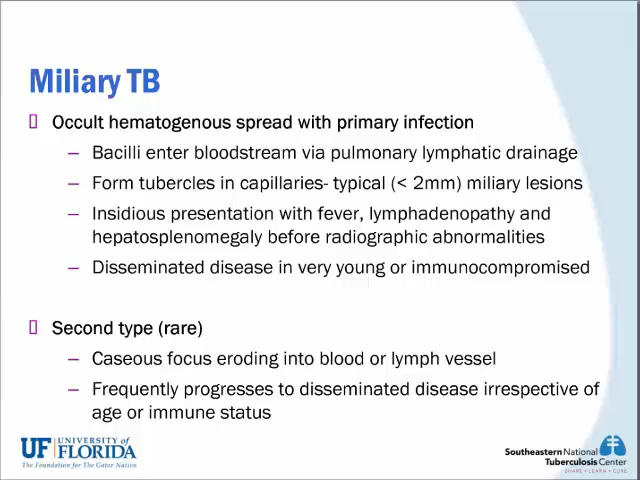 Miliary TB
Occult hematogenous spread with primary infection
– Bacilli enter bloodstream via pulmonary lymphatic drainage
– Form tubercles in capillaries- typical (< 2mm) miliary lesions
– Insidious presentation with fever, lymphadenopathy and
hepatosplenomegaly before radiographic abnormalities
– Disseminated disease in very young or immunocompromised
Second type (rare)
– Caseous focus eroding into blood or lymph vessel
– Frequently progresses to disseminated disease irrespective of
age or immune status
UF UNIVERSITY of
FLORIDA
The Foundation for The Gator Nation
Southeastern National
Tuberculosis Center
SHARE • LEARN • CURE